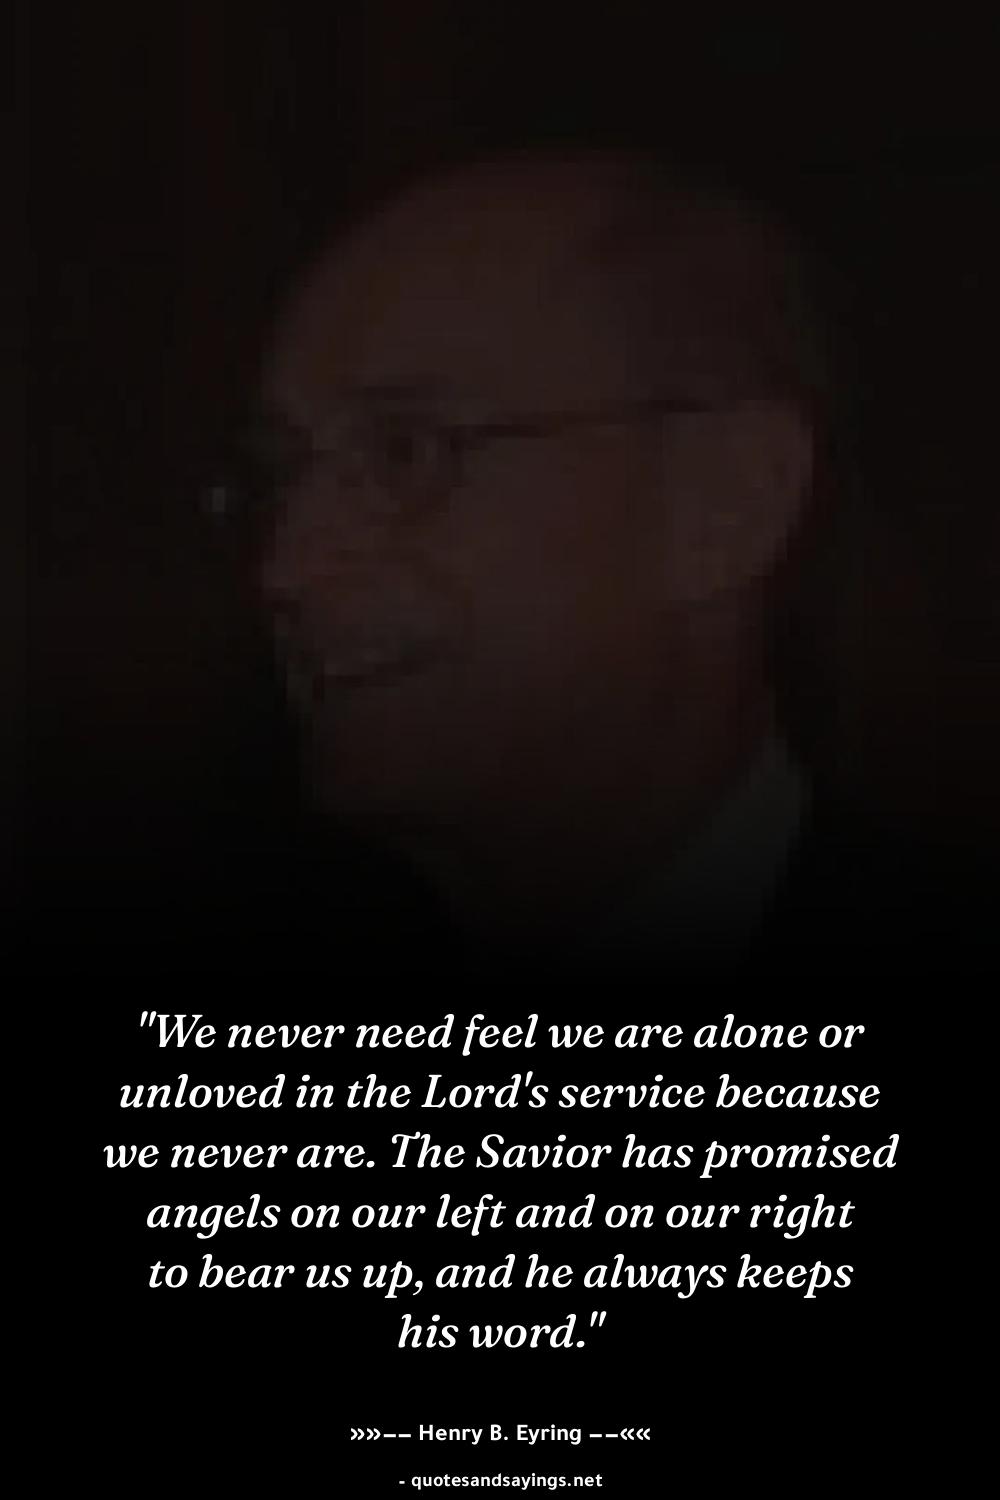 "We never need feel we are alone or
unloved in the Lord's service because
we never are. The Savior has promised
angels on our left and on our right
to bear us up, and he always keeps
his word."
»»–– Henry B. Eyring ––««
- quotesandsayings.net